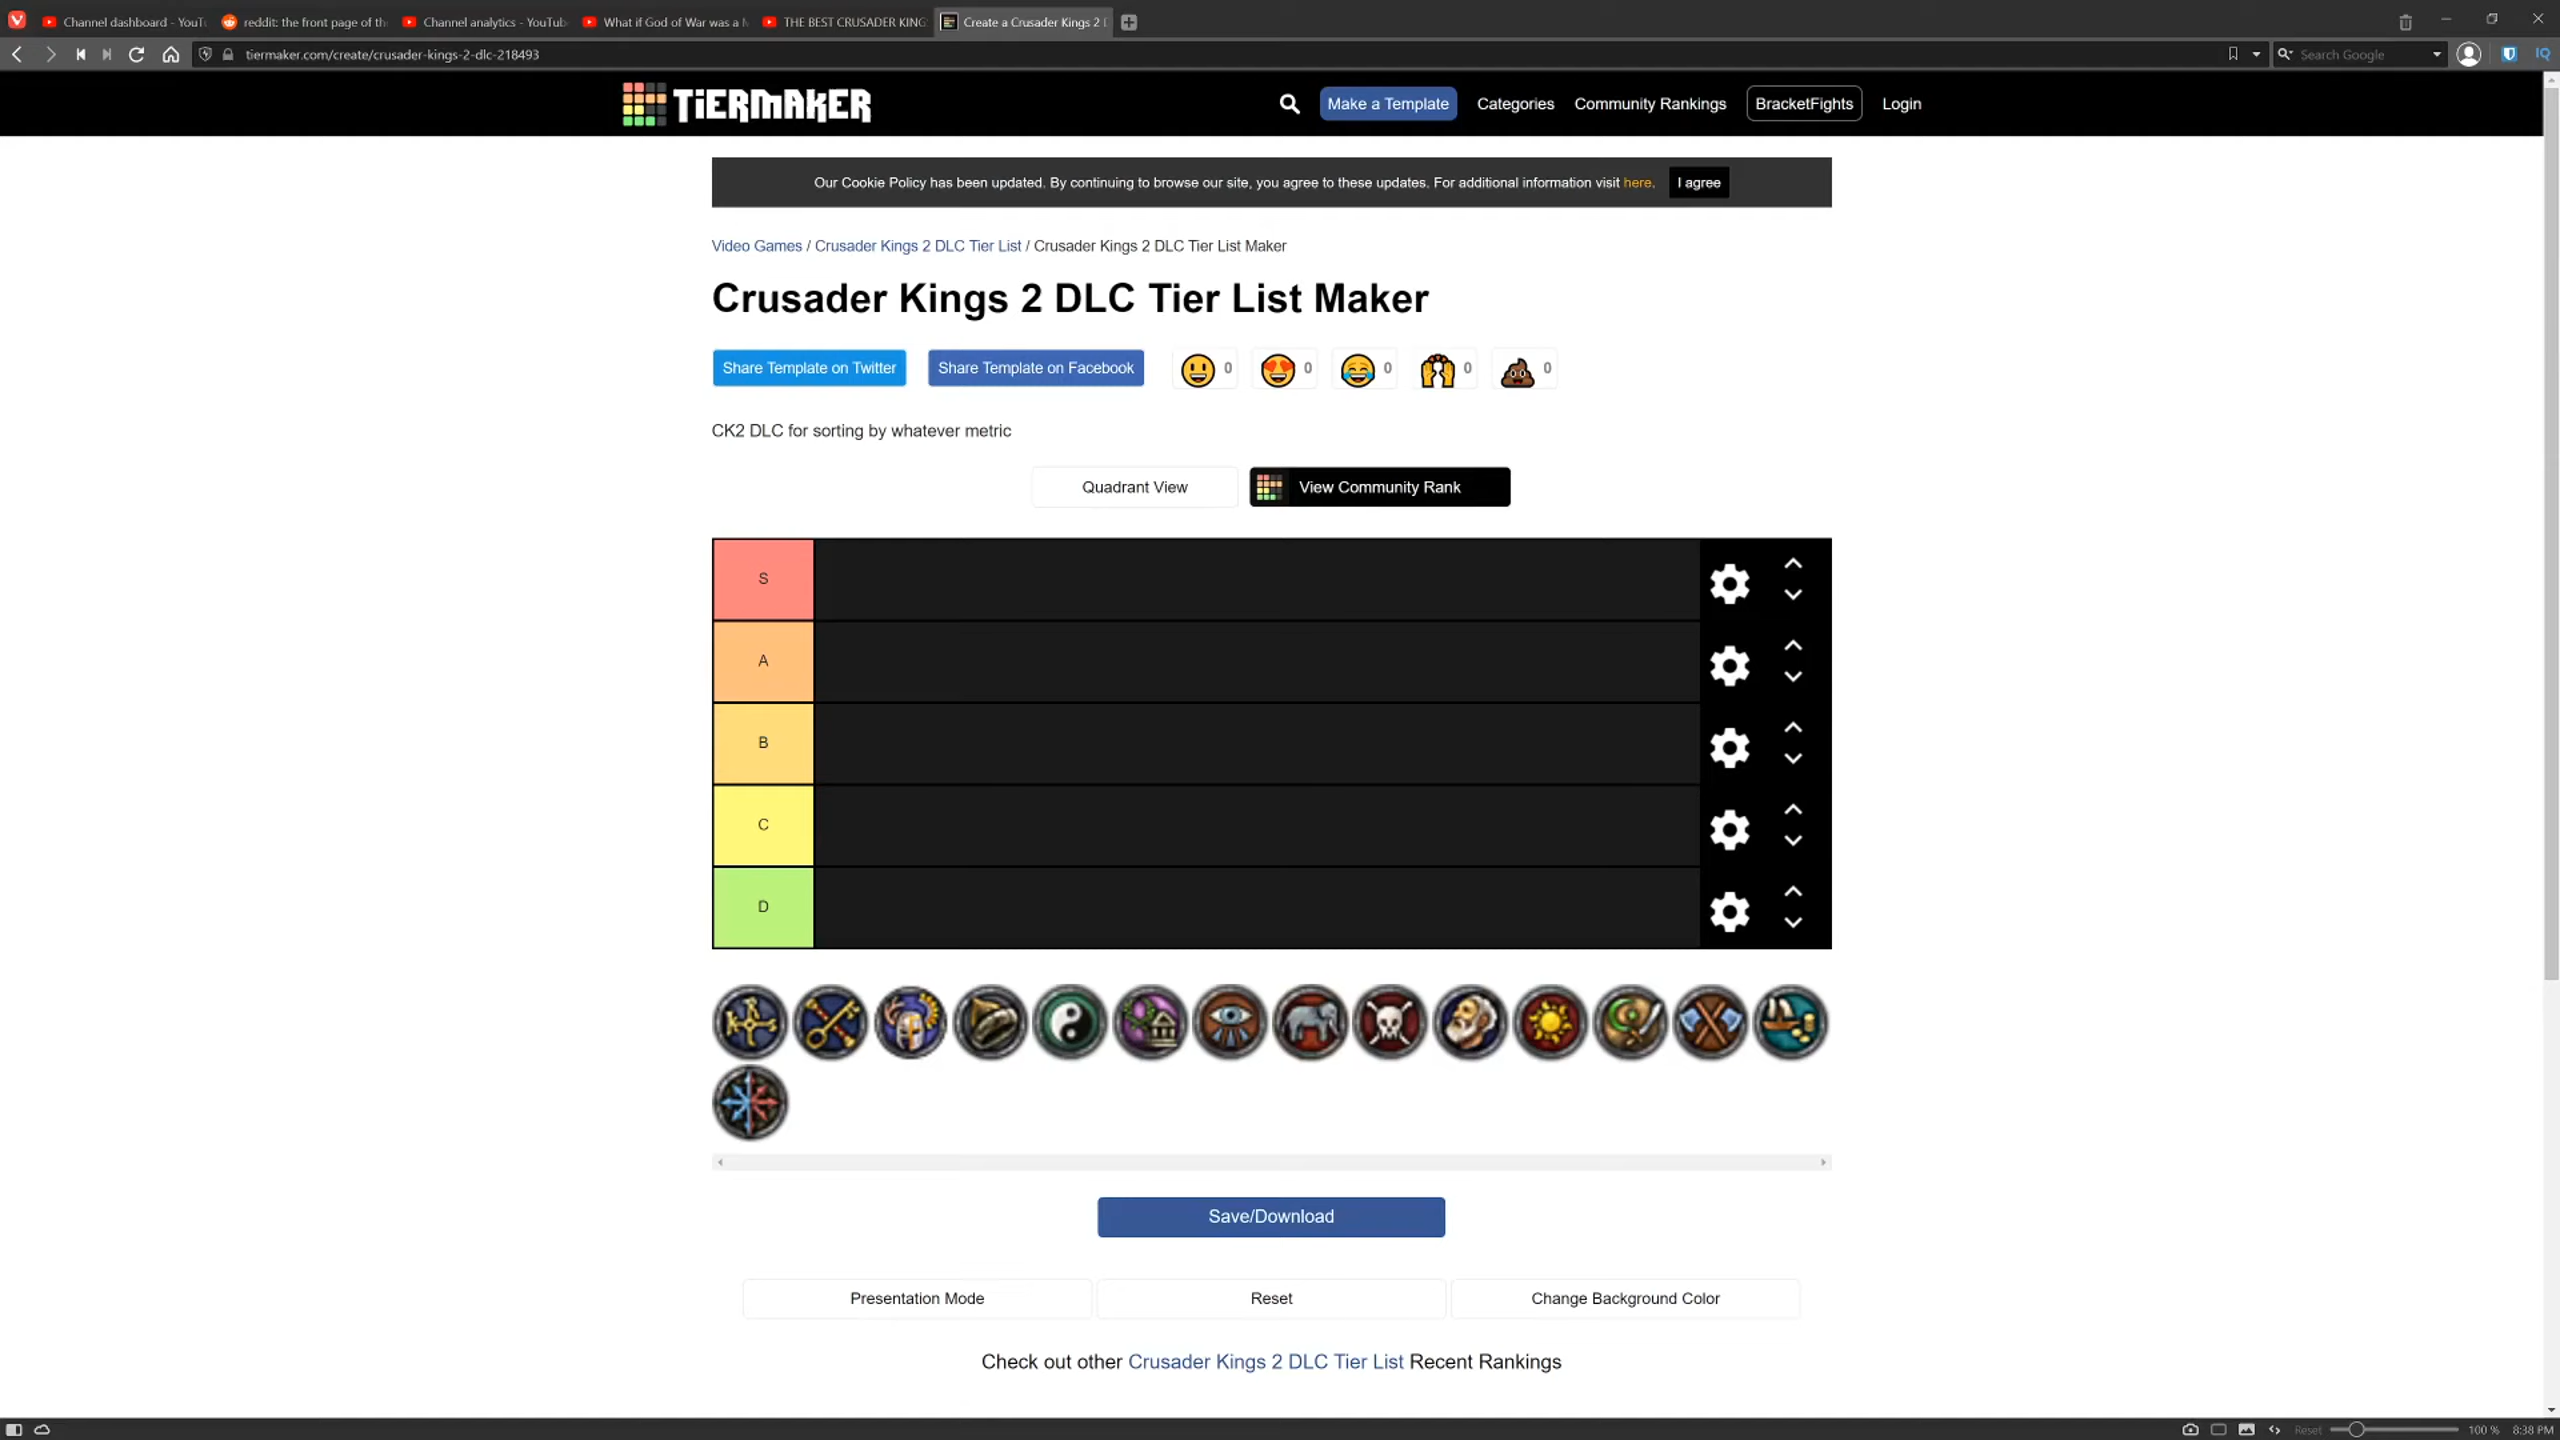 Channel dashboard - YouTu
reddit: the front page of th
Channel analytics - YouTub
What if God of War was a M
THE BEST CRUSADER KING
Create a Crusader Kings 2 D
tiermaker.com/create/crusader-kings-2-dlc-218493
Search Google
IQ
TiERMAKER
Make a Template
Categories
Community Rankings
BracketFights
Login
Our Cookie Policy has been updated. By continuing to browse our site, you agree to these updates. For additional information visit here.
I agree
Video Games / Crusader Kings 2 DLC Tier List / Crusader Kings 2 DLC Tier List Maker
Crusader Kings 2 DLC Tier List Maker
Share Template on Twitter
Share Template on Facebook
0
0
0
0
0
CK2 DLC for sorting by whatever metric
Quadrant View
View Community Rank
S
A
B
C
D
Save/Download
Presentation Mode
Reset
Change Background Color
Check out other Crusader Kings 2 DLC Tier List Recent Rankings
Reset
100 %
8:38 PM